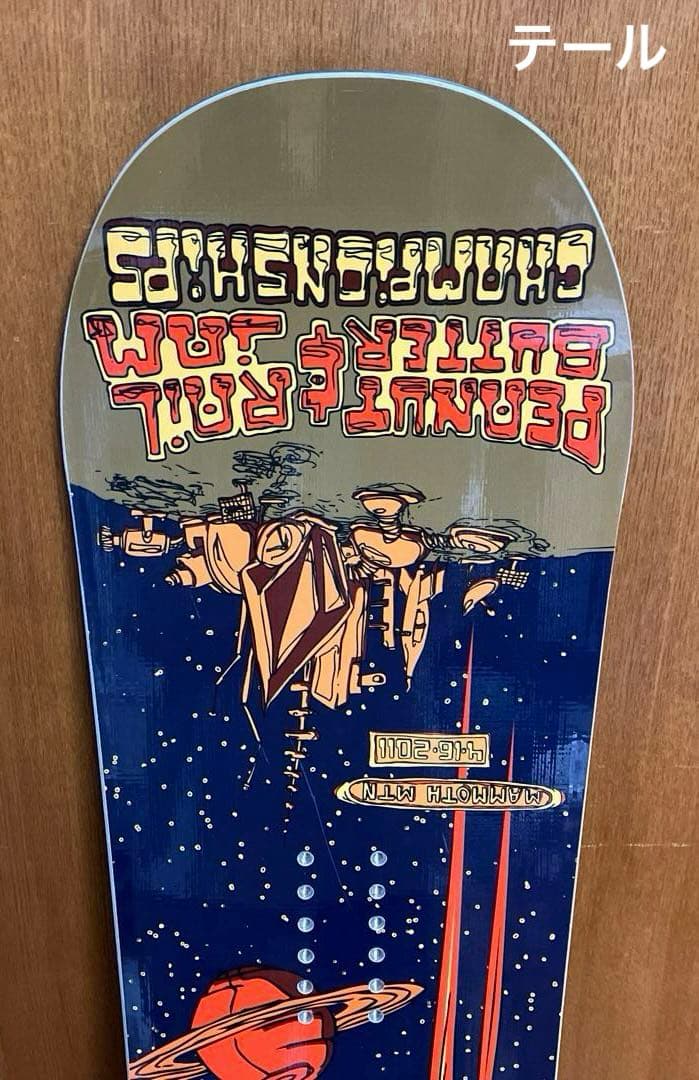 テール
MAMMOTH MTN
4·16·2011
PEANUT
BUTTER
&
RAIL
JAM
CHAMPIONSHIPS